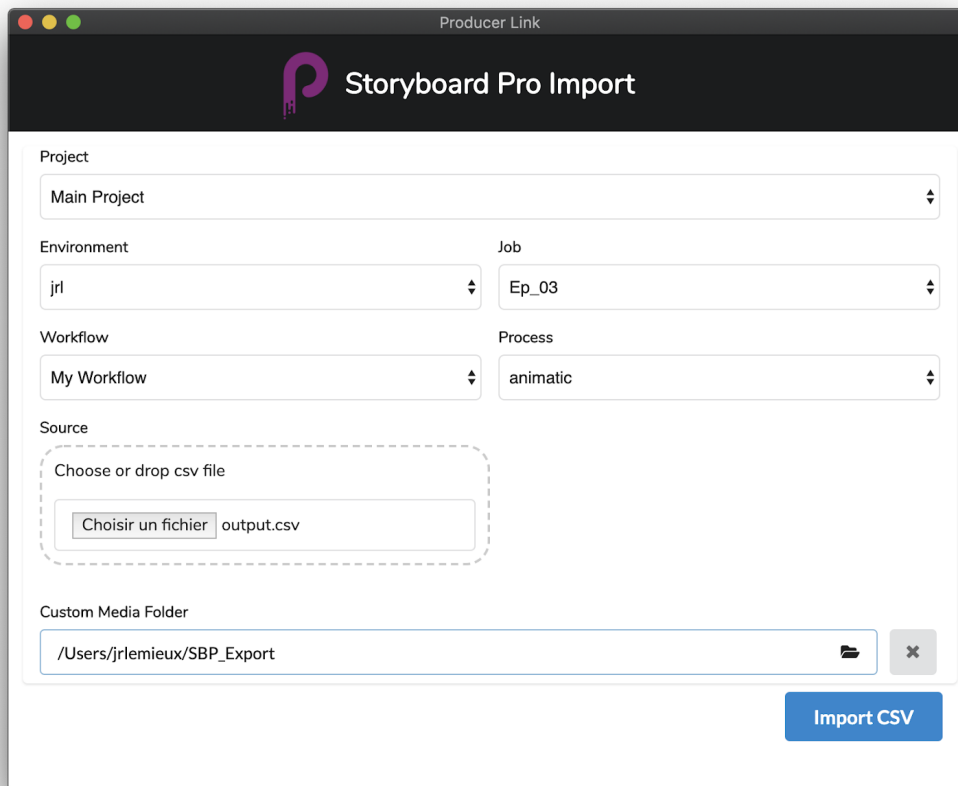 Producer Link
Storyboard Pro Import
Project
Main Project
Environment
Job
jrl
Ep_03
Workflow
Process
My Workflow
animatic
Source
Choose or drop csv file
Choisir un fichier output.csv
Custom Media Folder
/Users/jrlemieux/SBP_Export
Import CSV